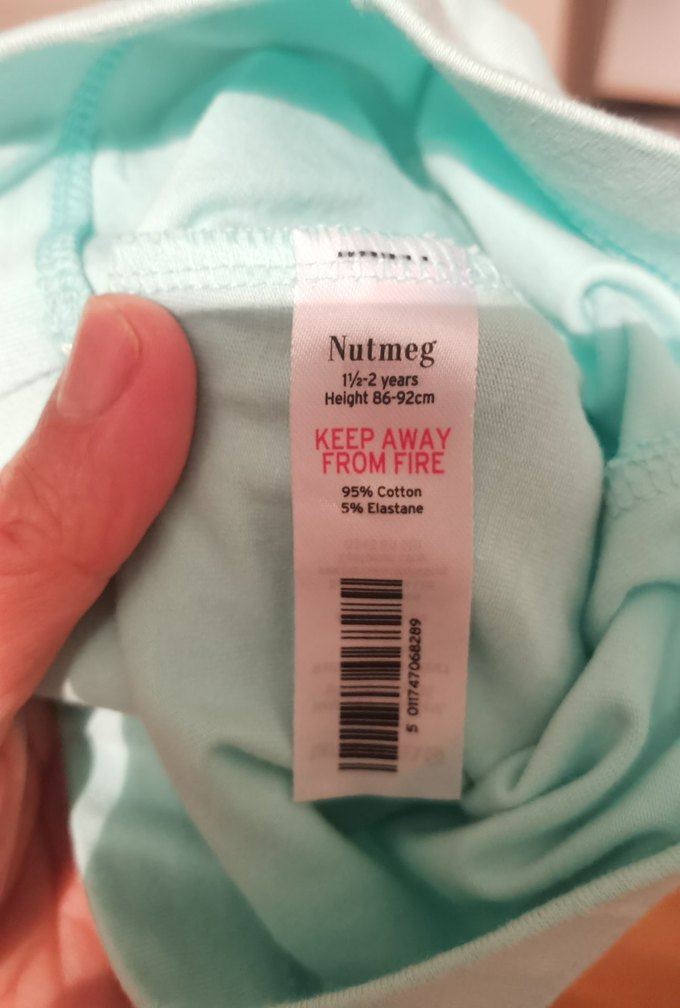 Nutmeg
1½-2 years
Height 86-92cm
KEEP AWAY
FROM FIRE
95% Cotton
5% Elastane
5 011747068289